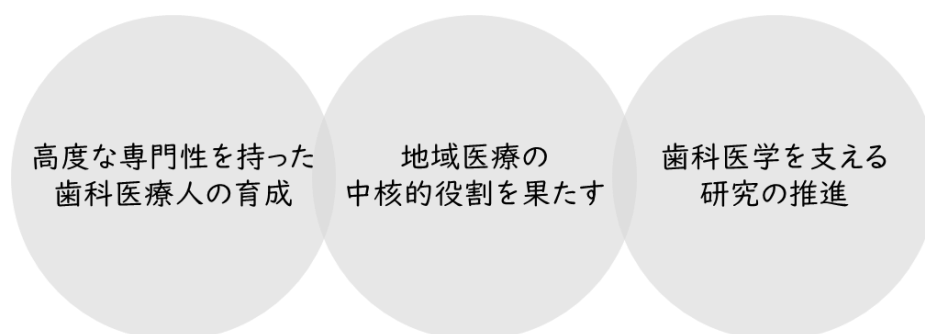 高度な専門性を持った
歯科医療人の育成
地域医療の
中核的役割を果たす
歯科医学を支える
研究の推進